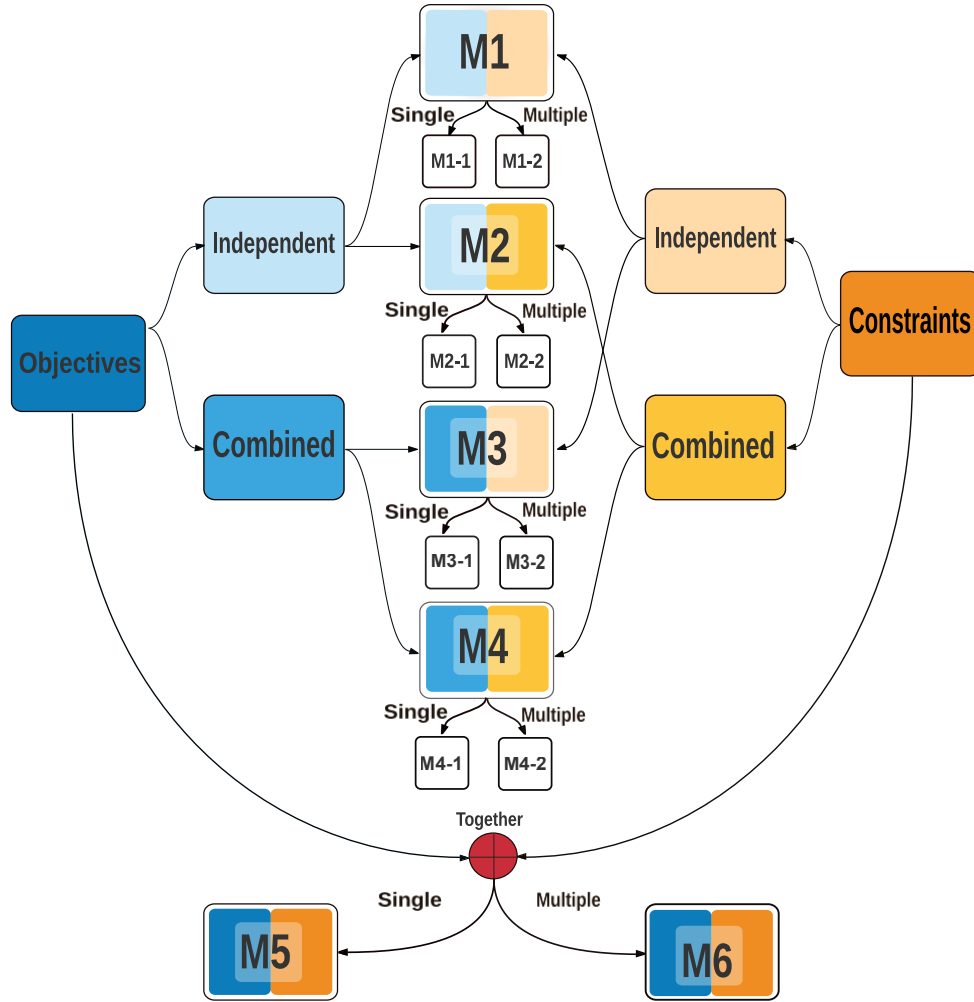 M1
Single
Multiple
M1-1
M1-2
Independent
M2
Independent
Constraints
Single
Multiple
Objectives
M2-1
M2-2
Combined
M3
Combined
Single
Multiple
M3-1
M3-2
M4
Single
Multiple
M4-1
M4-2
Together
Single
Multiple
M5
M6